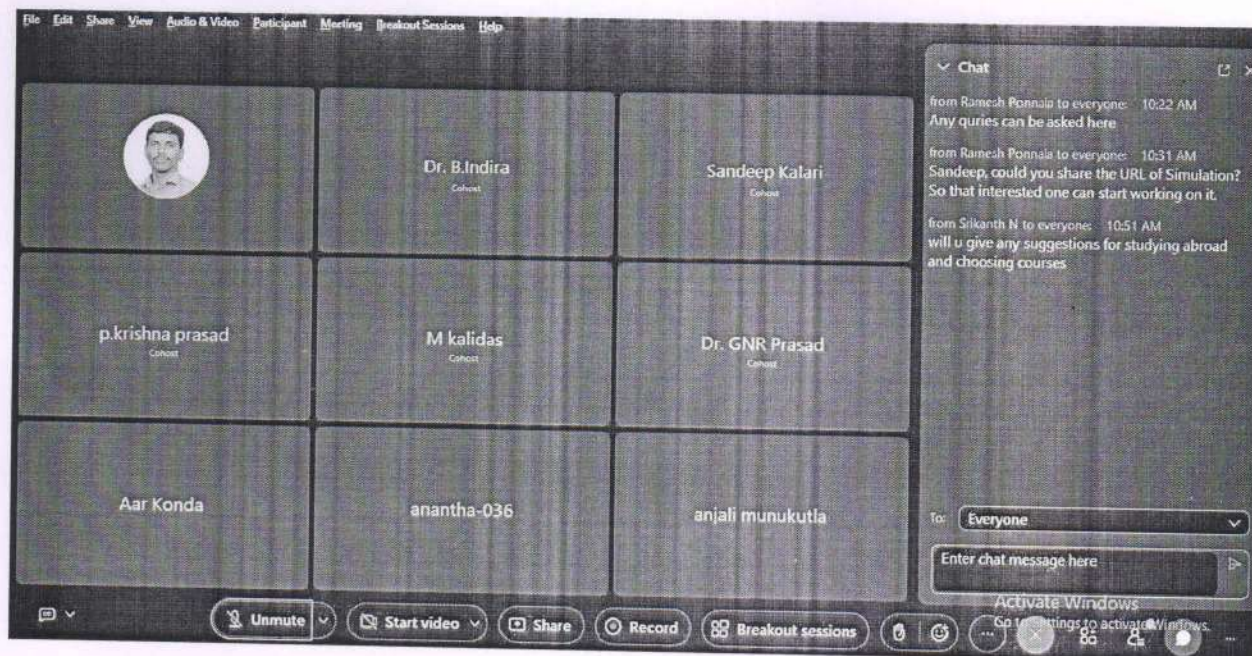 File Edit Share View Audio & Video Participant Meeting Breakout Sessions Help
Dr. B.Indira
Cohost
Sandeep Kalari
Cohost
p.krishna prasad
Cohost
M kalidas
Cohost
Dr. GNR Prasad
Cohost
Aar Konda
anantha-036
anjali munukutla
Chat
from Ramesh Ponnala to everyone: 10:22 AM
Any quries can be asked here
from Ramesh Ponnala to everyone: 10:31 AM
Sandeep, could you share the URL of Simulation?
So that interested one can start working on it.
from Srikanth N to everyone: 10:51 AM
will u give any suggestions for studying abroad
and choosing courses
To: Everyone
Enter chat message here
Activate Windows
Go to Settings to activate Windows.
Unmute
Start video
Share
Record
Breakout sessions